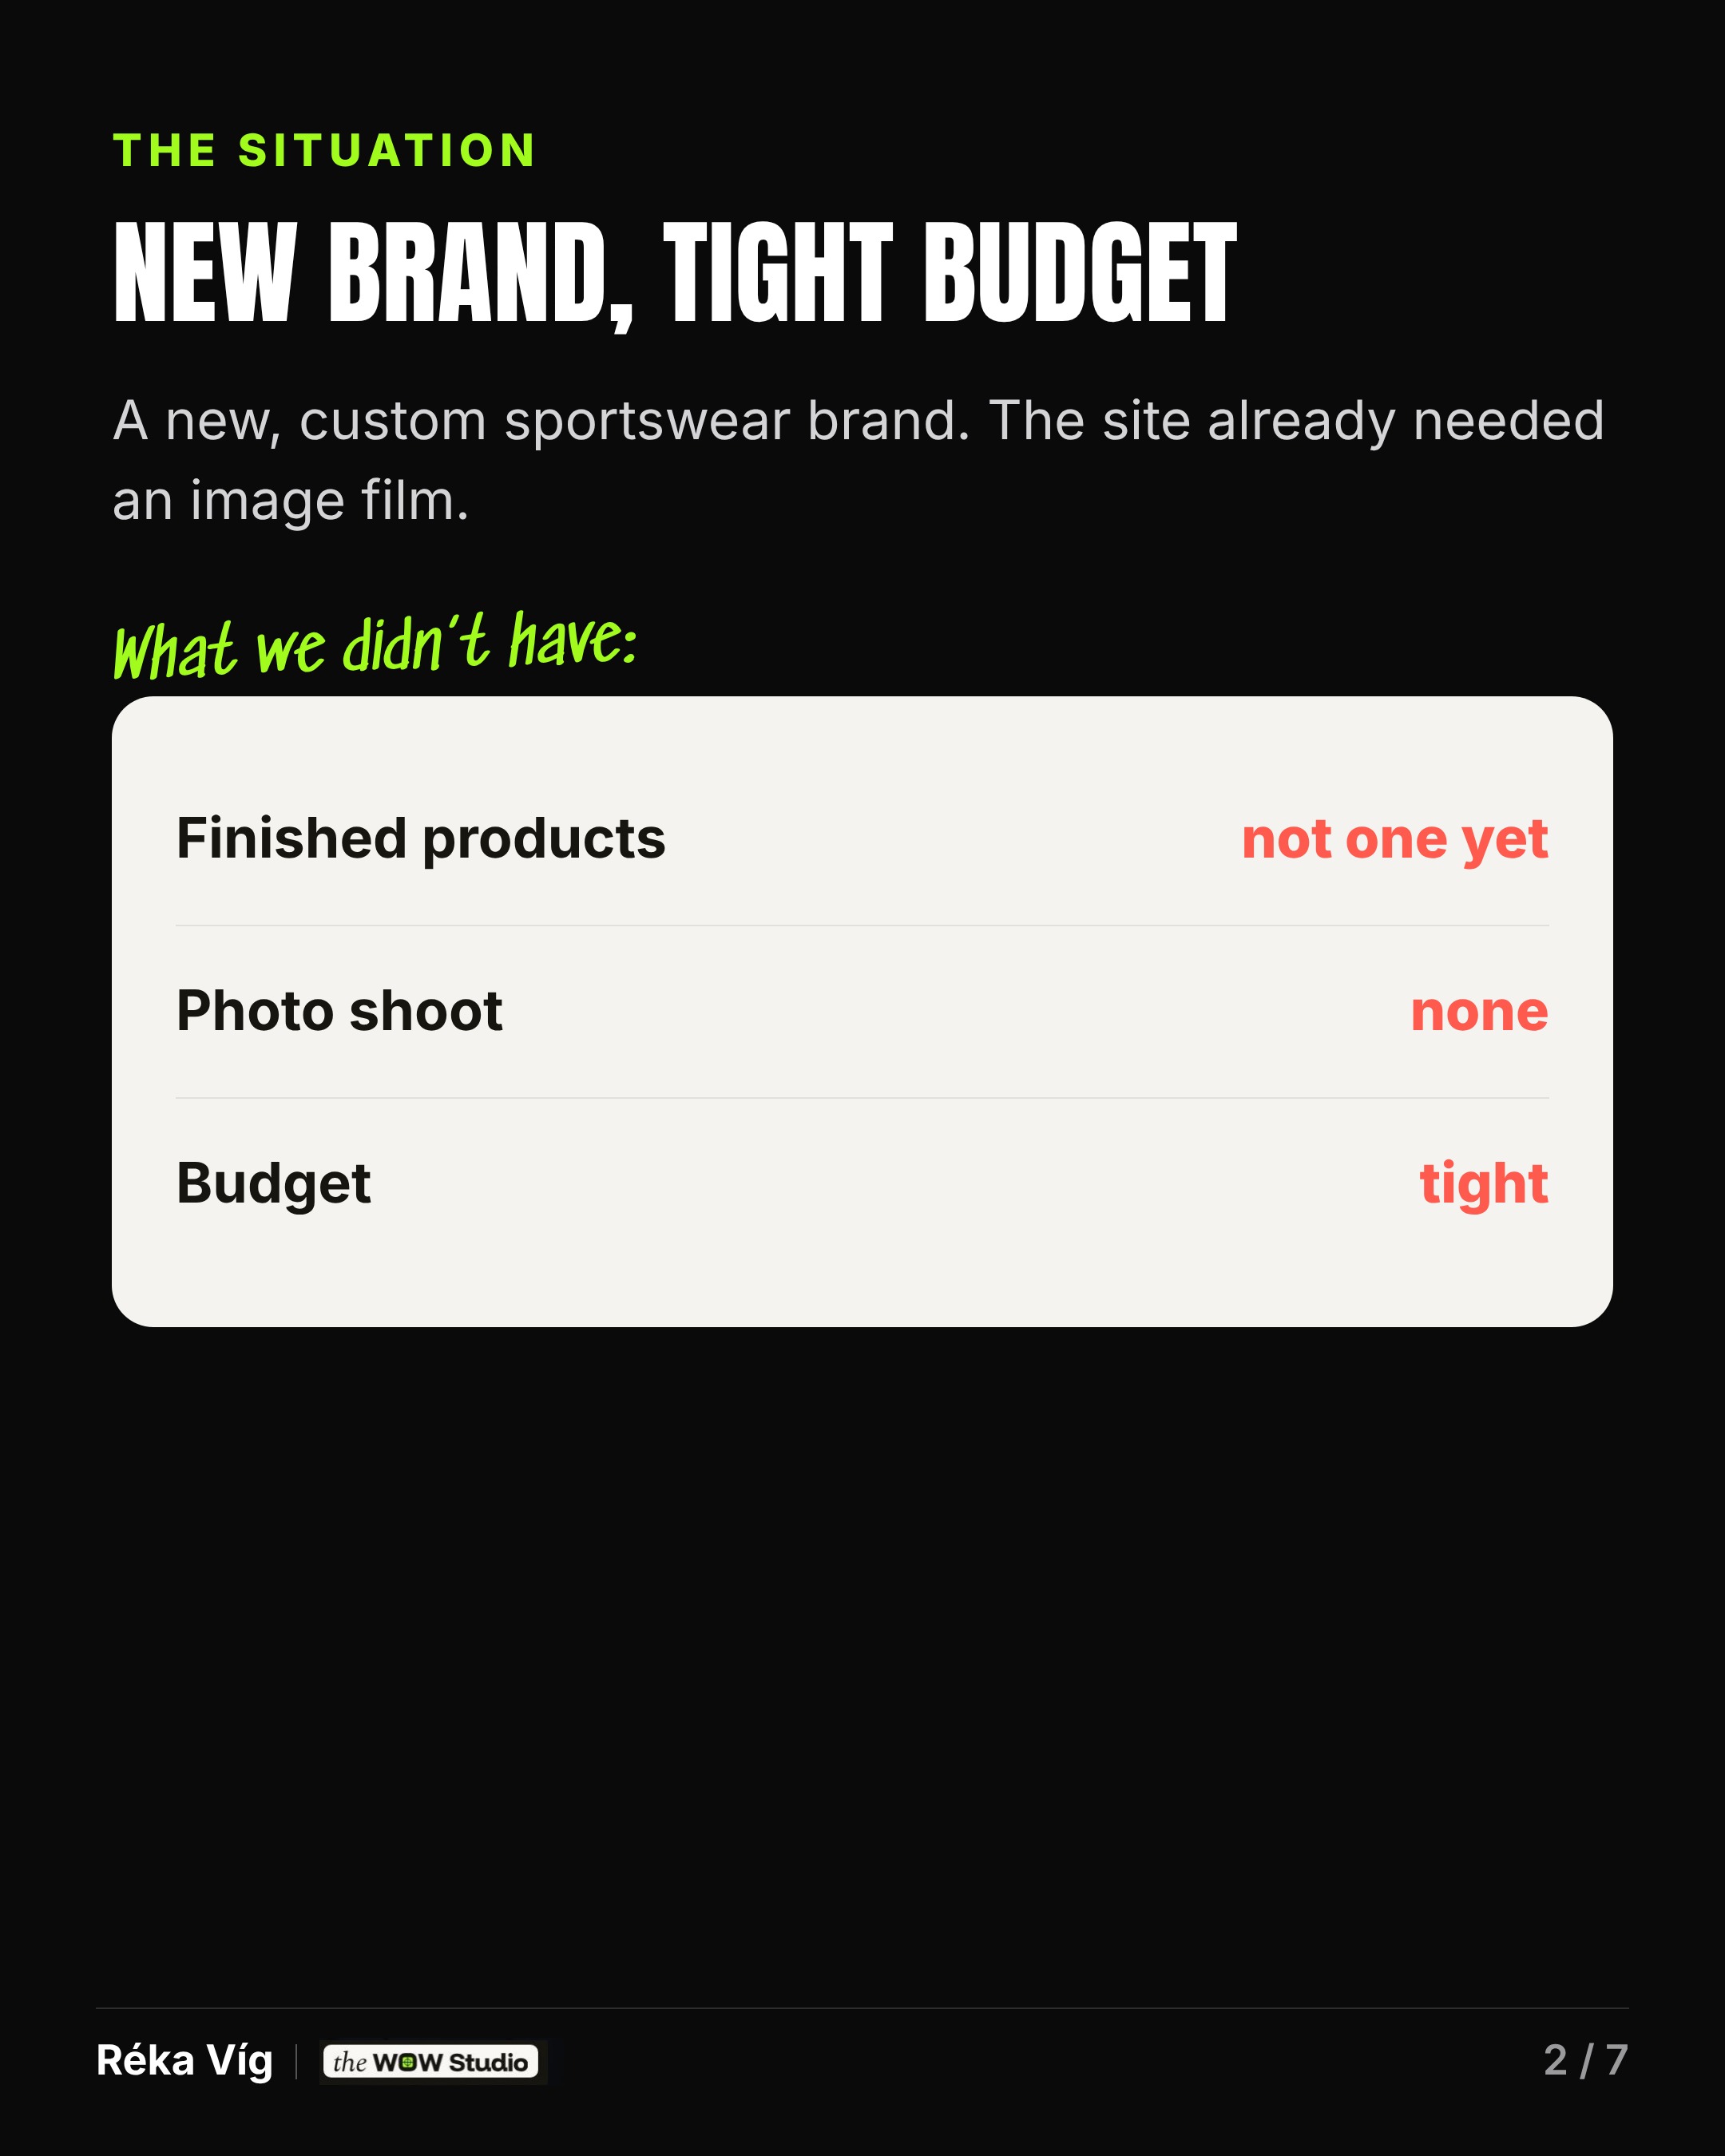 THE SITUATION
NEW BRAND, TIGHT BUDGET
A new, custom sportswear brand. The site already needed
an image film.
What we didn't have:
Finished products not one yet
Photo shoot none
Budget tight
Réka Víg the WOW Studio 2 / 7